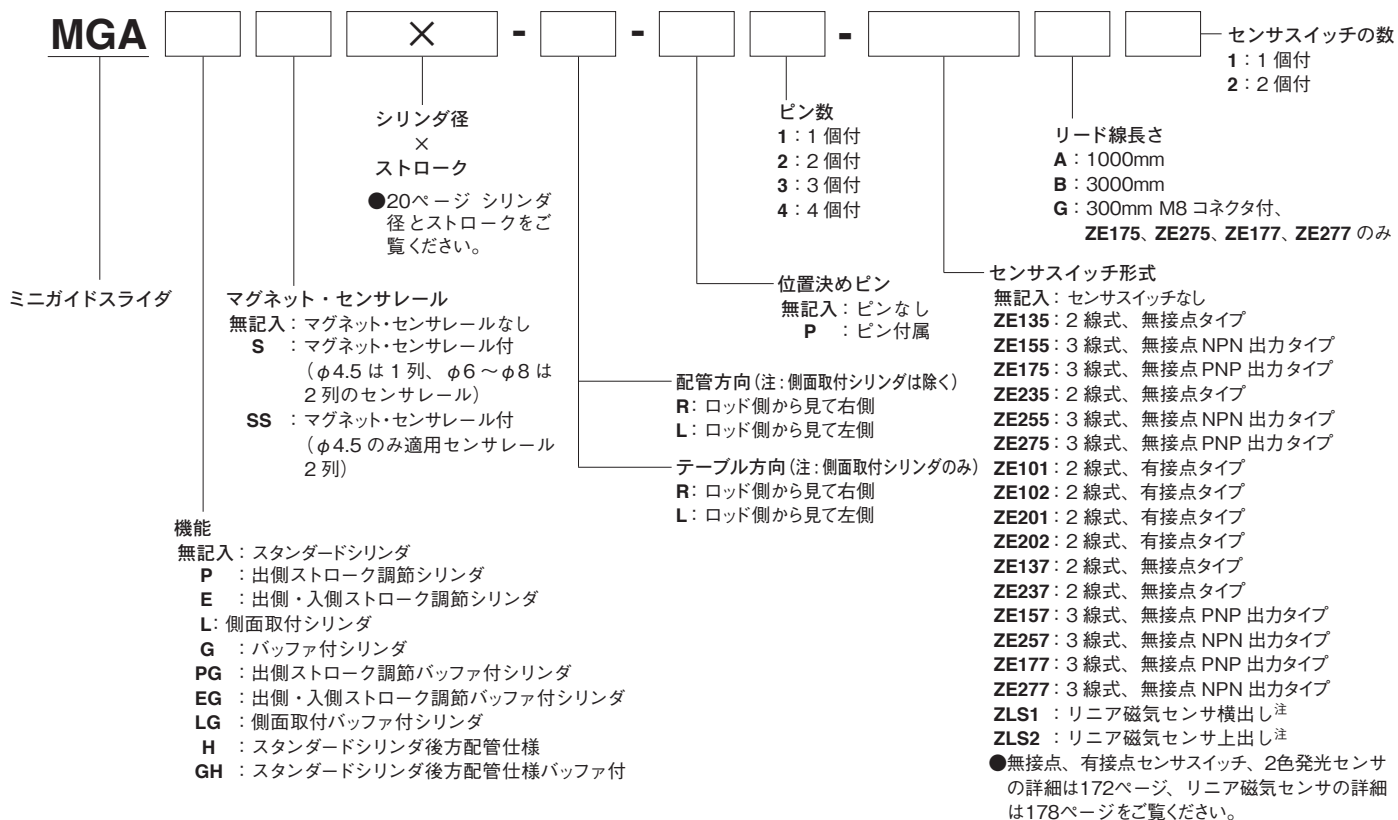 MGA × - - -
センサスイッチの数
1：1 個付
2：2 個付
リード線長さ
A：1000mm
B：3000mm
G：300mm M8 コネクタ付、
ZE175、ZE275、ZE177、ZE277 のみ
ピン数
1：1 個付
2：2 個付
3：3 個付
4：4 個付
シリンダ径
×
ストローク
●20ページ シリンダ
径とストロークをご
覧ください。
ミニガイドスライダ
マグネット・センサレール
無記入：マグネット・センサレールなし
S ：マグネット・センサレール付
（φ4.5 は 1 列、φ6 ～φ8 は
2 列のセンサレール）
SS ：マグネット・センサレール付
（φ4.5 のみ適用センサレール
2 列）
位置決めピン
無記入：ピンなし
P ：ピン付属
配管方向（注：側面取付シリンダは除く）
R：ロッド側から見て右側
L：ロッド側から見て左側
テーブル方向（注：側面取付シリンダのみ）
R：ロッド側から見て右側
L：ロッド側から見て左側
機能
無記入：スタンダードシリンダ
P ：出側ストローク調節シリンダ
E ：出側・入側ストローク調節シリンダ
L：側面取付シリンダ
G ：バッファ付シリンダ
PG ：出側ストローク調節バッファ付シリンダ
EG ：出側・入側ストローク調節バッファ付シリンダ
LG ：側面取付バッファ付シリンダ
H ：スタンダードシリンダ後方配管仕様
GH ：スタンダードシリンダ後方配管仕様バッファ付
センサスイッチ形式
無記入：センサスイッチなし
ZE135：2 線式、無接点タイプ
ZE155：3 線式、無接点 NPN 出力タイプ
ZE175：3 線式、無接点 PNP 出力タイプ
ZE235：2 線式、無接点タイプ
ZE255：3 線式、無接点 NPN 出力タイプ
ZE275：3 線式、無接点 PNP 出力タイプ
ZE101：2 線式、有接点タイプ
ZE102：2 線式、有接点タイプ
ZE201：2 線式、有接点タイプ
ZE202：2 線式、有接点タイプ
ZE137：2 線式、無接点タイプ
ZE237：2 線式、無接点タイプ
ZE157：3 線式、無接点 PNP 出力タイプ
ZE257：3 線式、無接点 NPN 出力タイプ
ZE177：3 線式、無接点 PNP 出力タイプ
ZE277：3 線式、無接点 NPN 出力タイプ
ZLS1 ：リニア磁気センサ横出し注
ZLS2 ：リニア磁気センサ上出し注
●無接点、有接点センサスイッチ、2色発光センサ
の詳細は172ページ、リニア磁気センサの詳細
は178ページをご覧ください。